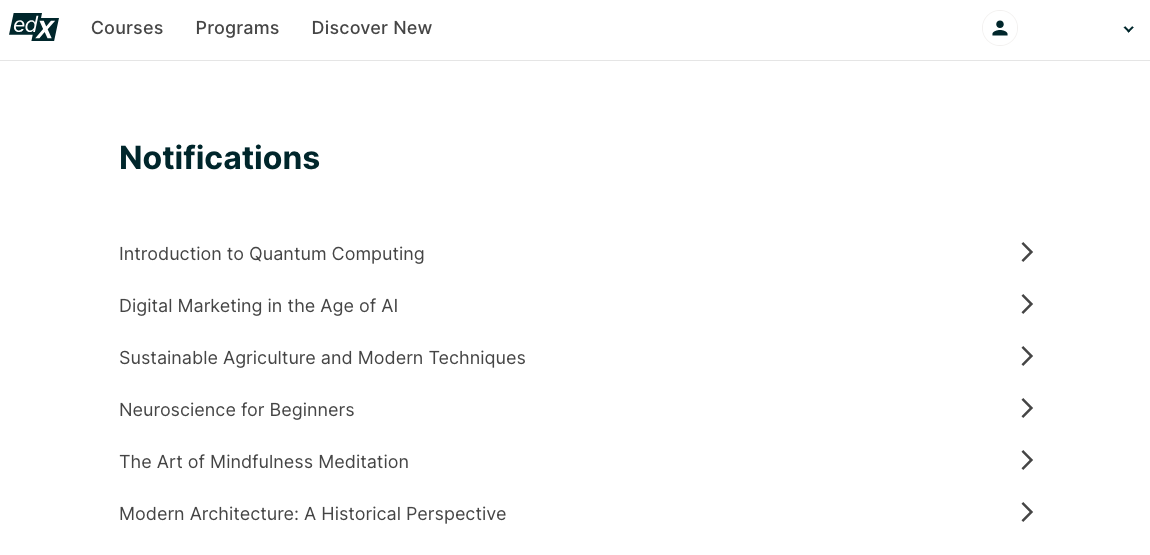 edX
Courses Programs Discover New
Notifications
Introduction to Quantum Computing
Digital Marketing in the Age of AI
Sustainable Agriculture and Modern Techniques
Neuroscience for Beginners
The Art of Mindfulness Meditation
Modern Architecture: A Historical Perspective